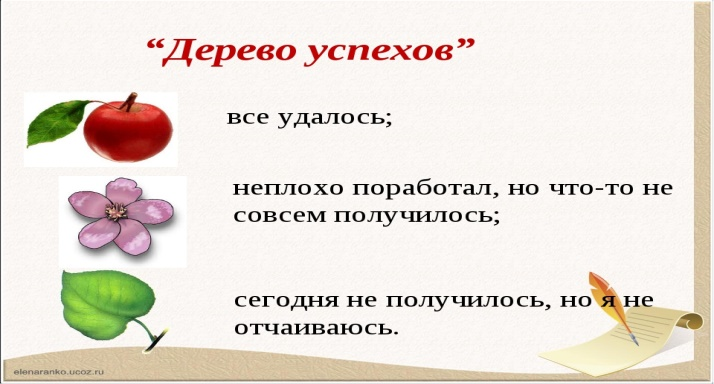 “Дерево успехов”
все удалось;
неплохо поработал, но что-то не
совсем получилось;
сегодня не получилось, но я не
отчаиваюсь.
elenaranko.ucoz.ru